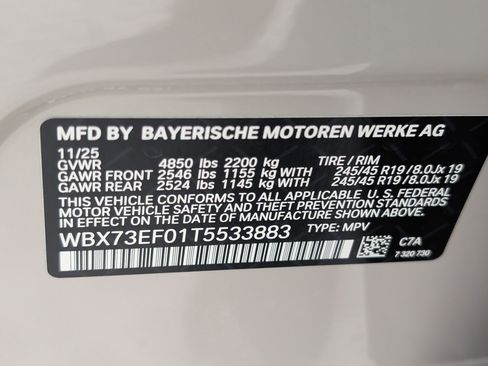 MFD BY BAYERISCHE MOTOREN WERKE AG
11/25
GVWR 4850 lbs 2200 kg TIRE / RIM
GAWR FRONT 2546 lbs 1155 kg WITH 245/45 R19 /8.0Jx 19
GAWR REAR 2524 lbs 1145 kg WITH 245/45 R19 /8.0Jx 19
THIS VEHICLE CONFORMS TO ALL APPLICABLE U. S. FEDERAL
MOTOR VEHICLE SAFETY AND THEFT PREVENTION STANDARDS
IN EFFECT ON THE DATE OF MANUFACTURE SHOWN ABOVE.
WBX73EF01T5533883 TYPE: MPV
C7A
7 320 730